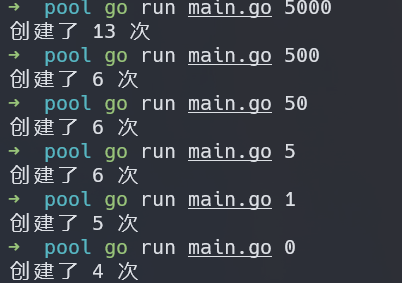 ➜ pool go run main.go 5000
创建了 13 次
➜ pool go run main.go 500
创建了 6 次
➜ pool go run main.go 50
创建了 6 次
➜ pool go run main.go 5
创建了 6 次
➜ pool go run main.go 1
创建了 5 次
➜ pool go run main.go 0
创建了 4 次